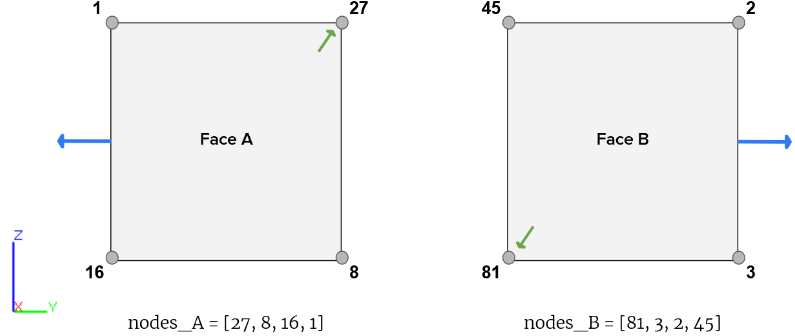 1
27
45
2
Face A
Face B
Z
X
Y
16
8
81
3
nodes_A = [27, 8, 16, 1]
nodes_B = [81, 3, 2, 45]